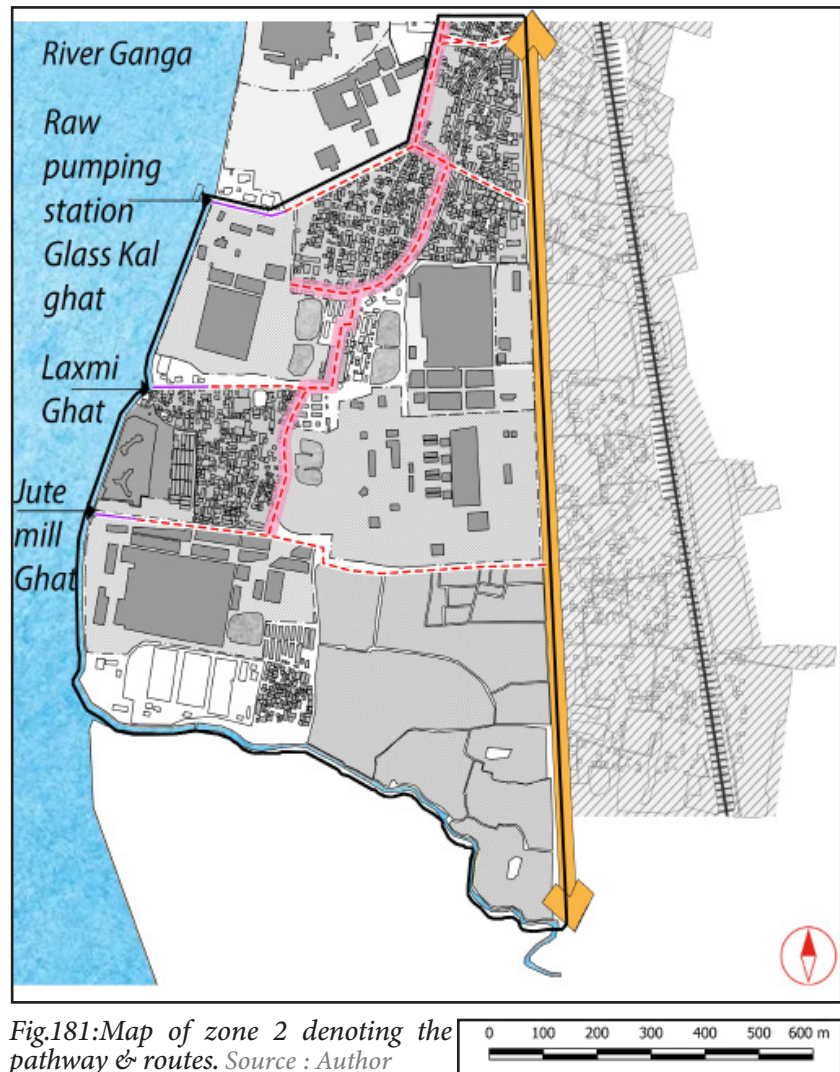 River Ganga
Raw
pumping
station
Glass Kal
ghat
Laxmi
Ghat
Jute
mill
Ghat
Fig.181:Map of zone 2 denoting the
pathway & routes. Source : Author
0 100 200 300 400 500 600 m